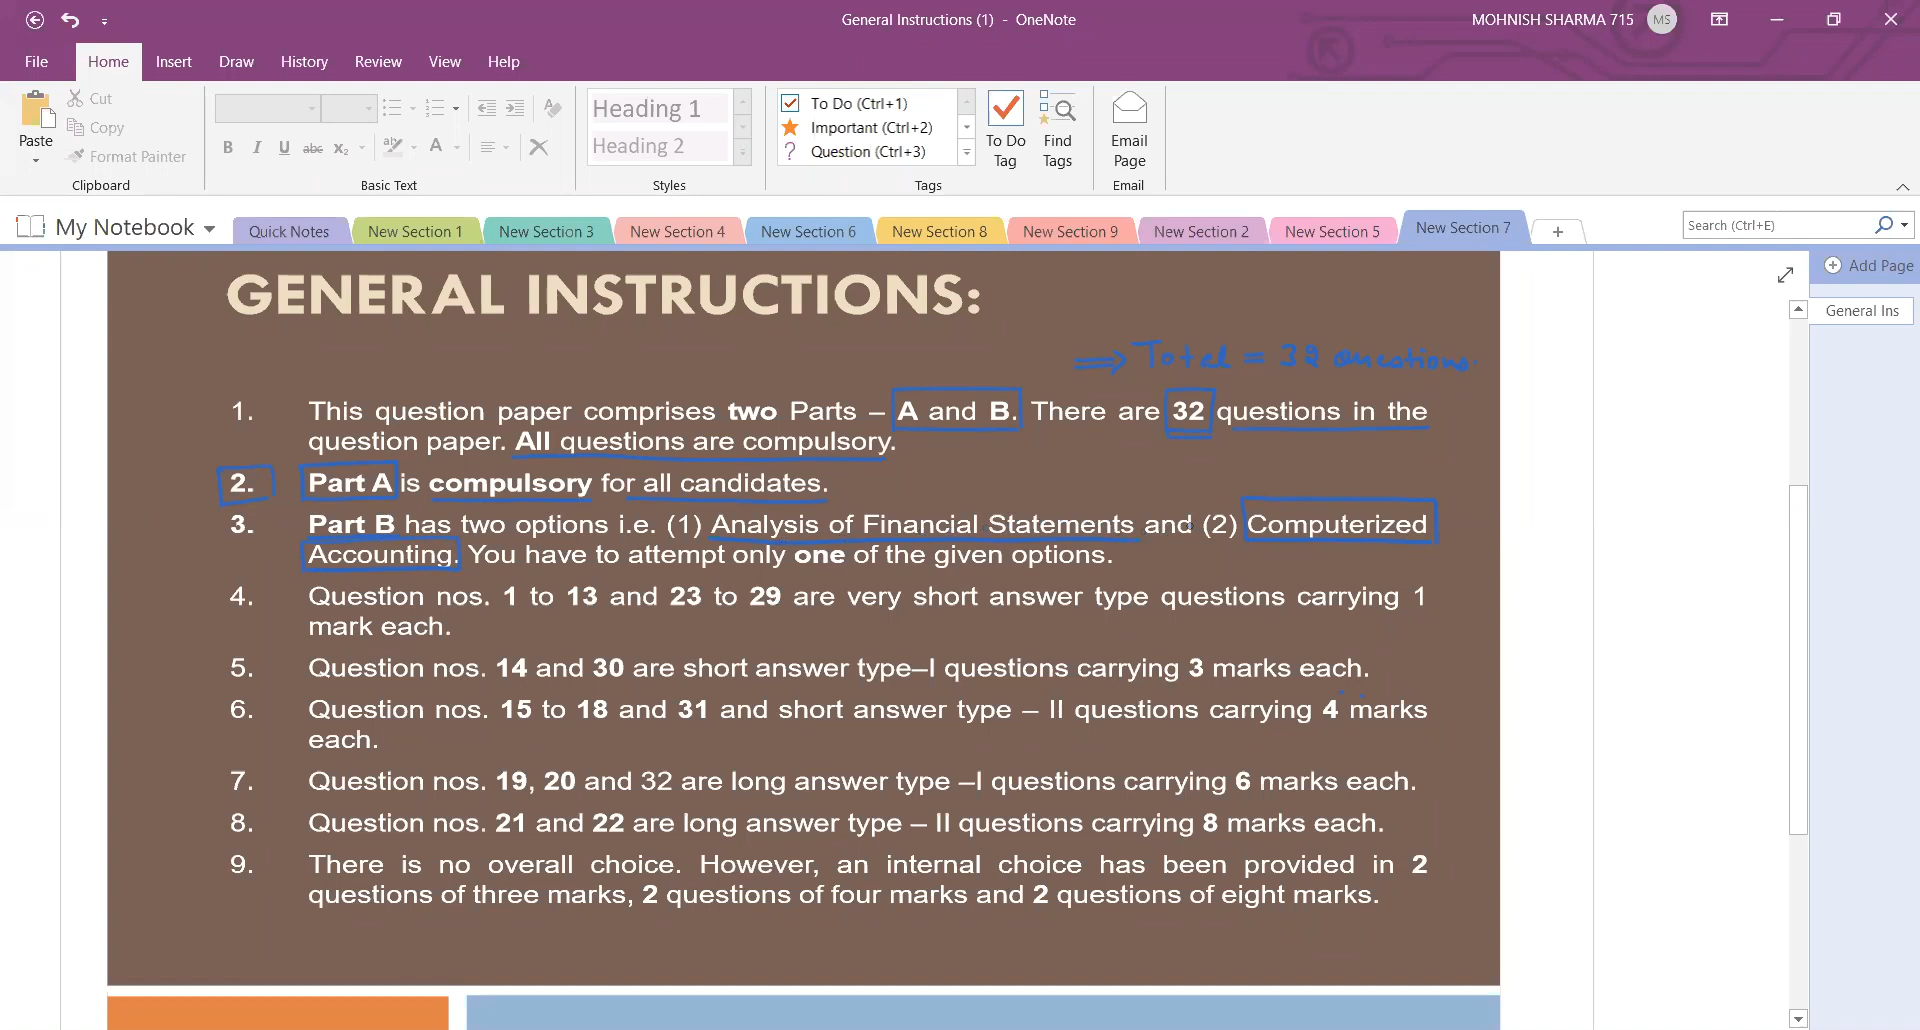 General Instructions (1) - OneNote
MOHNISH SHARMA 715
MS
File
Home
Insert
Draw
History
Review
View
Help
Paste
Cut
Copy
Format Painter
Clipboard
B I U abc x₂ A
Basic Text
Heading 1
Heading 2
Styles
To Do (Ctrl+1)
Important (Ctrl+2)
Question (Ctrl+3)
To Do Tag
Find Tags
Tags
Email Page
Email
My Notebook
Quick Notes
New Section 1
New Section 3
New Section 4
New Section 6
New Section 8
New Section 9
New Section 2
New Section 5
New Section 7
+
Search (Ctrl+E)
Add Page
General Ins
GENERAL INSTRUCTIONS:
⇒ Total = 32 questions.
1. This question paper comprises two Parts – A and B. There are 32 questions in the
question paper. All questions are compulsory.
2. Part A is compulsory for all candidates.
3. Part B has two options i.e. (1) Analysis of Financial Statements and (2) Computerized
Accounting. You have to attempt only one of the given options.
4. Question nos. 1 to 13 and 23 to 29 are very short answer type questions carrying 1
mark each.
5. Question nos. 14 and 30 are short answer type–I questions carrying 3 marks each.
6. Question nos. 15 to 18 and 31 and short answer type – II questions carrying 4 marks
each.
7. Question nos. 19, 20 and 32 are long answer type –I questions carrying 6 marks each.
8. Question nos. 21 and 22 are long answer type – II questions carrying 8 marks each.
9. There is no overall choice. However, an internal choice has been provided in 2
questions of three marks, 2 questions of four marks and 2 questions of eight marks.